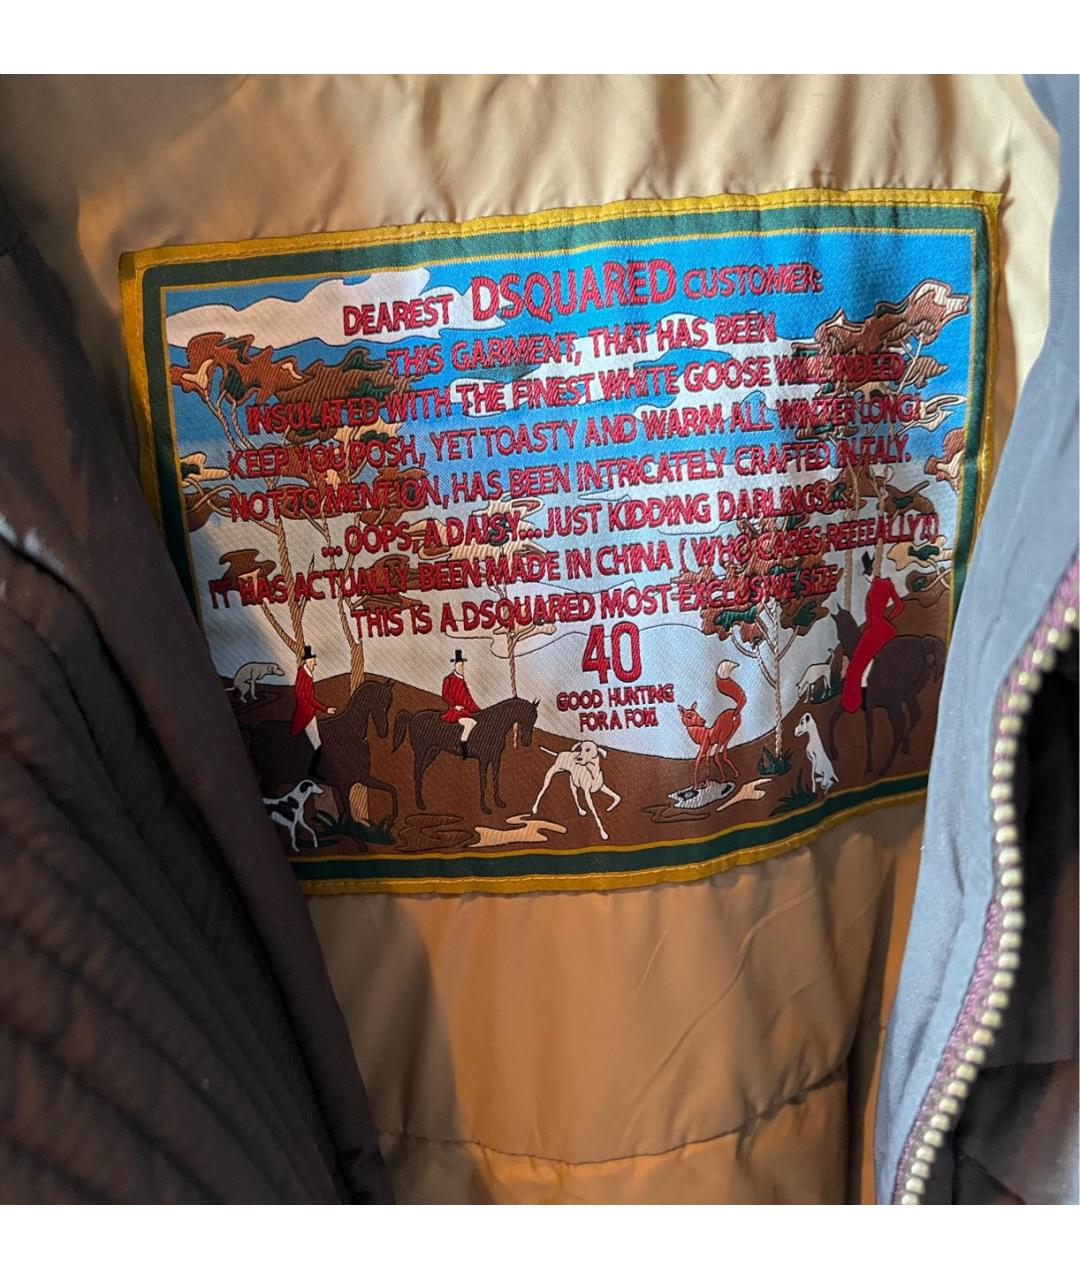 DEAREST DSQUARED CUSTOMER:
THIS GARMENT, THAT HAS BEEN
INSULATED WITH THE FINEST WHITE GOOSE WILL INDEED
KEEP YOU POSH, YET TOASTY AND WARM ALL WINTER LONG!
NOT TO MENTION, HAS BEEN INTRICATELY CRAFTED IN ITALY.
... OOPS, A DAISY...JUST KIDDING DARLINGS...
IT HAS ACTUALLY BEEN MADE IN CHINA ( WHO CARES REEEEALLY?!)
THIS IS A DSQUARED MOST EXCLUSIVE SIZE
40
GOOD HUNTING
FOR A FOX!